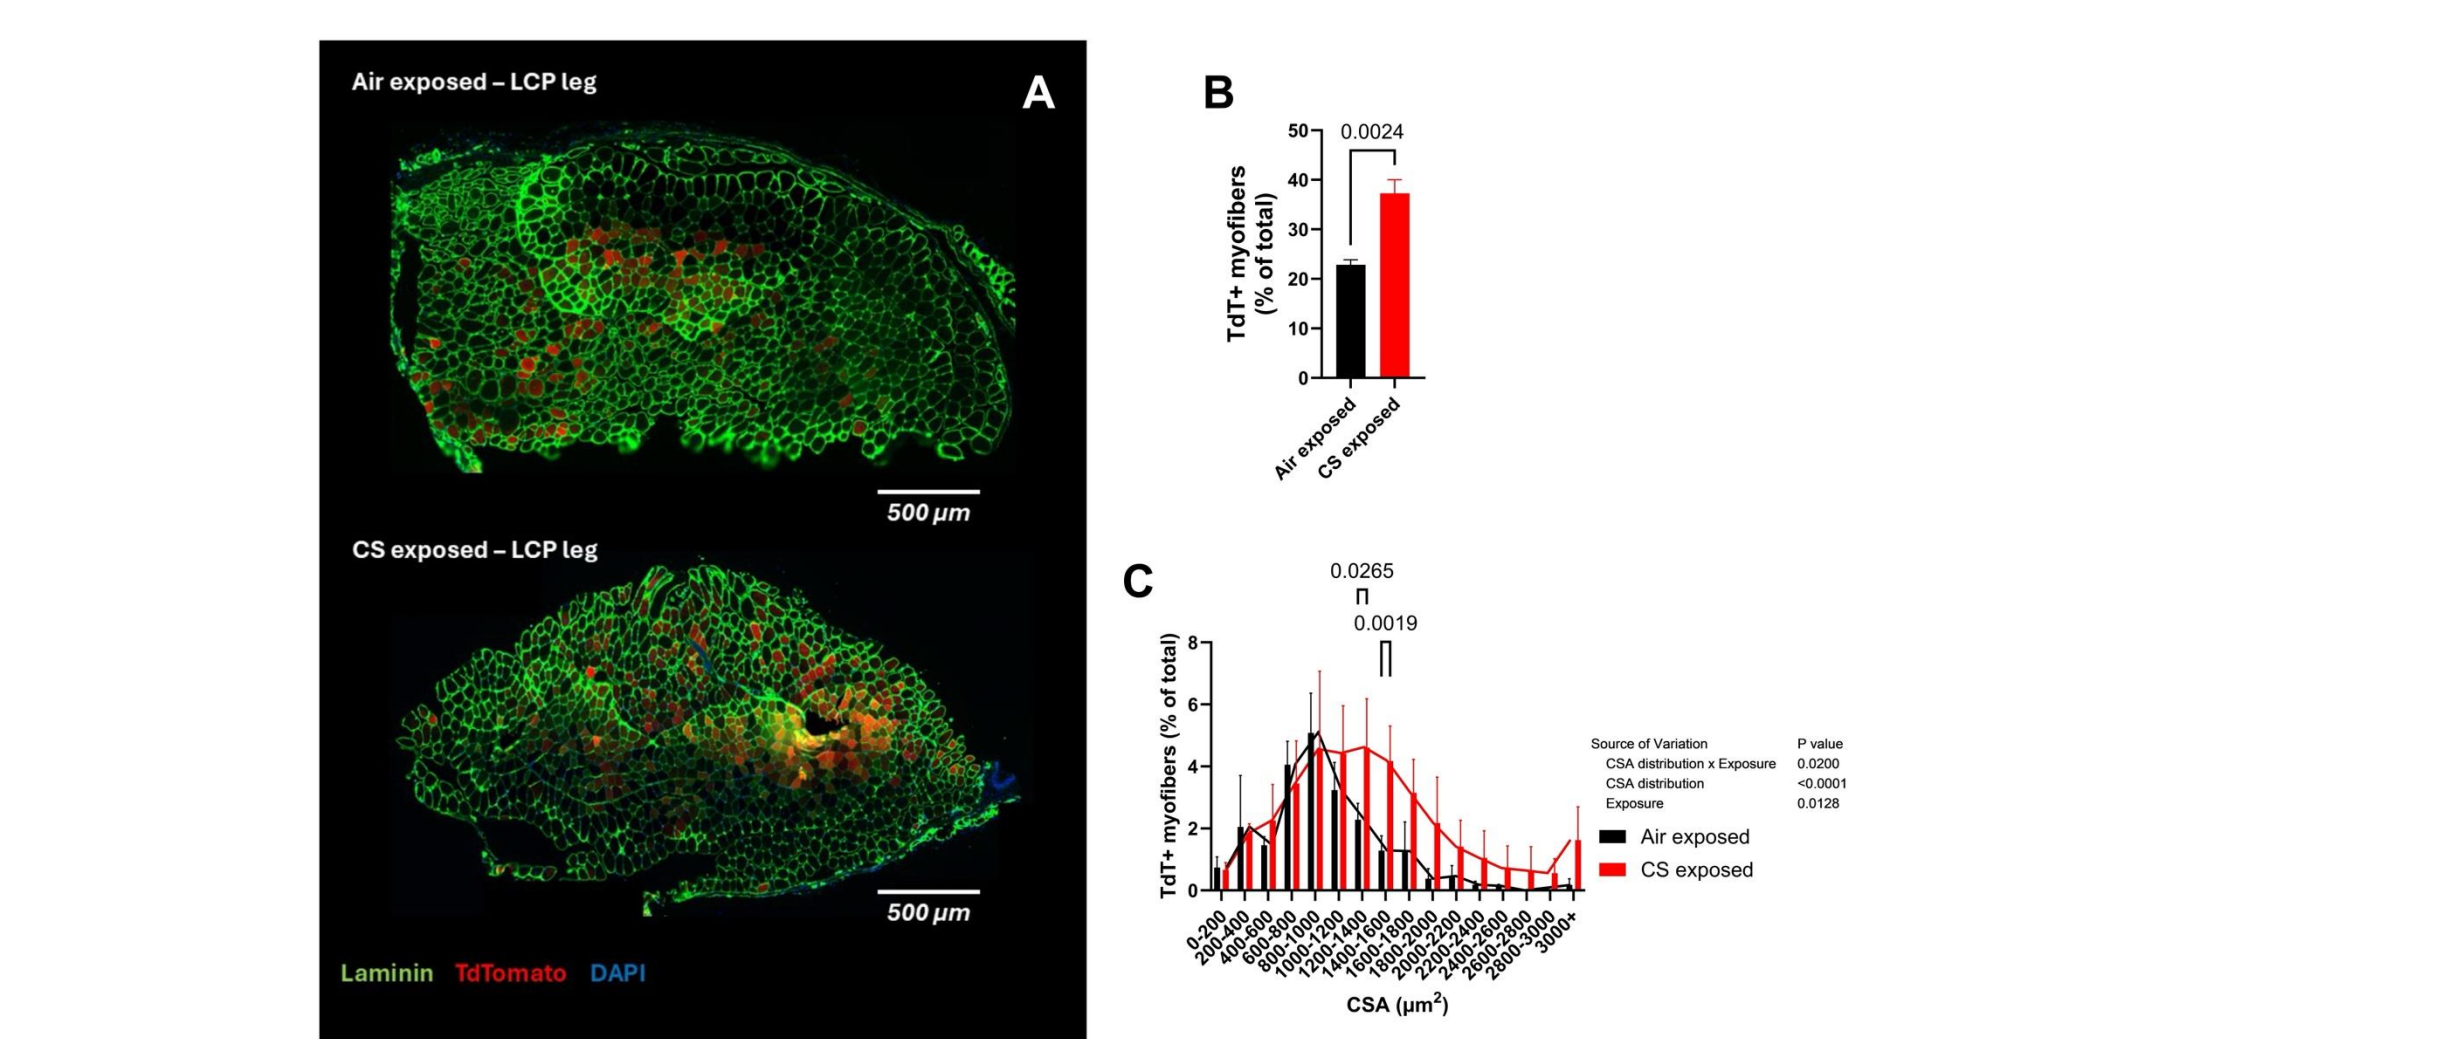 Air exposed – LCP leg
A
500 µm
CS exposed – LCP leg
500 µm
Laminin TdTomato DAPI
B
0.0024
TdT+ myofibers
(% of total)
50
40
30
20
10
0
Air exposed
CS exposed
C
0.0265
0.0019
TdT+ myofibers (% of total)
8
6
4
2
0
0-200
200-400
400-600
600-800
800-1000
1000-1200
1200-1400
1400-1600
1600-1800
1800-2000
2000-2200
2200-2400
2400-2600
2600-2800
2800-3000
3000+
CSA (µm²)
Source of Variation P value
CSA distribution x Exposure 0.0200
CSA distribution <0.0001
Exposure 0.0128
Air exposed
CS exposed